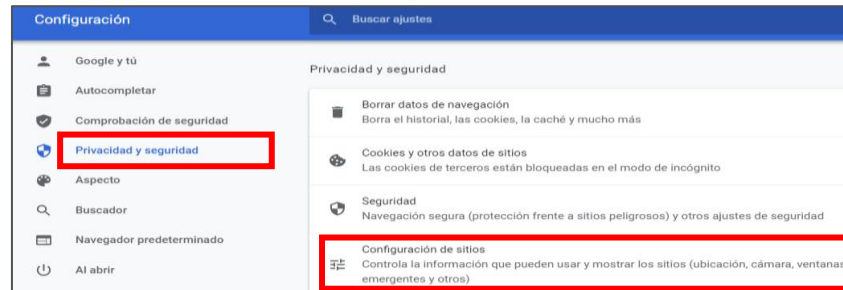 Configuración
Buscar ajustes
Google y tú
Autocompletar
Comprobación de seguridad
Privacidad y seguridad
Aspecto
Buscador
Navegador predeterminado
Al abrir
Privacidad y seguridad
Borrar datos de navegación
Borra el historial, las cookies, la caché y mucho más
Cookies y otros datos de sitios
Las cookies de terceros están bloqueadas en el modo de incógnito
Seguridad
Navegación segura (protección frente a sitios peligrosos) y otros ajustes de seguridad
Configuración de sitios
Controla la información que pueden usar y mostrar los sitios (ubicación, cámara, ventanas
emergentes y otros)